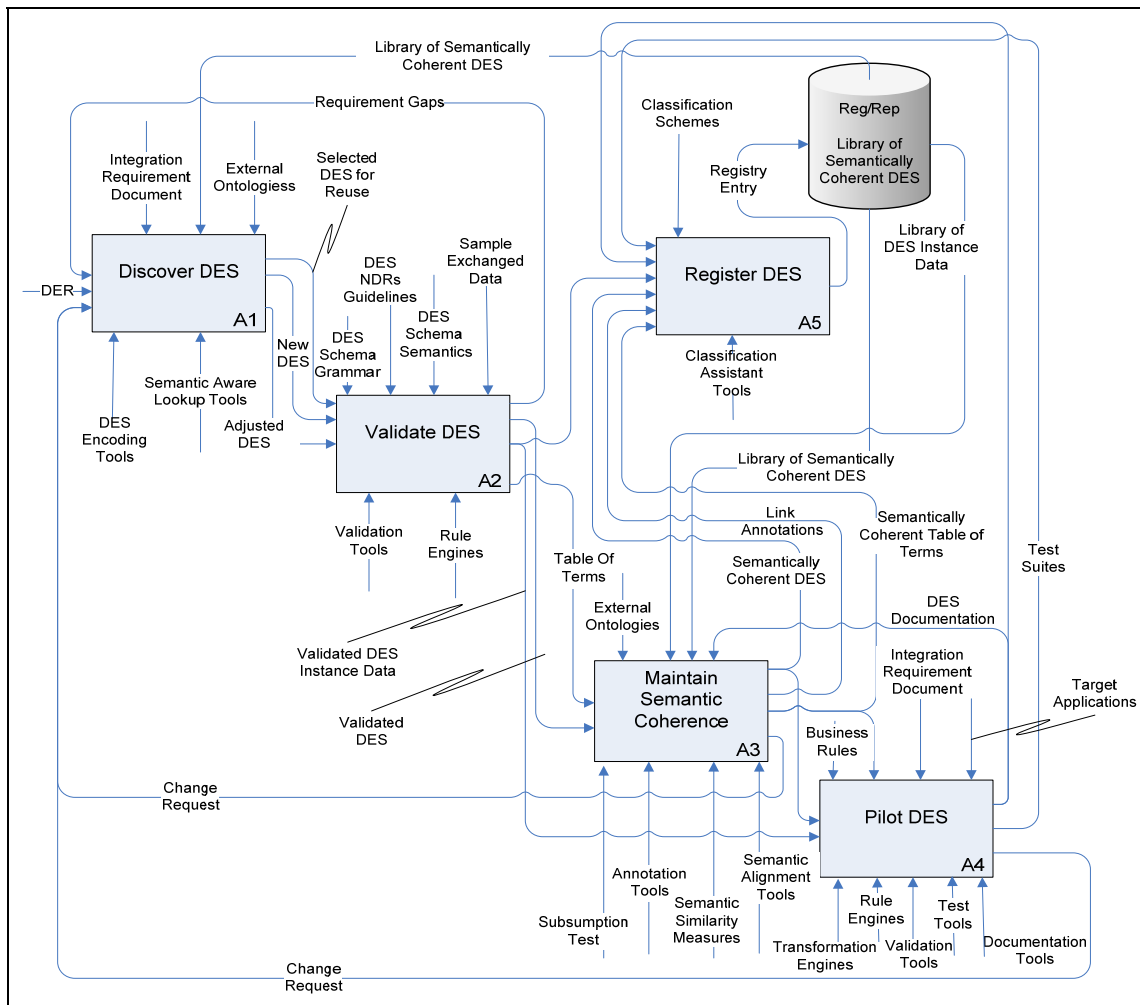 Library of Semantically
Coherent DES
Requirement Gaps
Integration
Requirement
Document
External
Ontologiess
Selected
DES for
Reuse
Classification
Schemes
Registry
Entry
Reg/Rep
Library of
Semantically
Coherent DES
Library of
DES Instance
Data
Discover DES
A1
DER
DES
NDRs
Guidelines
Sample
Exchanged
Data
Register DES
A5
New
DES
DES
Schema
Grammar
DES
Schema
Semantics
Classification
Assistant
Tools
DES
Encoding
Tools
Semantic Aware
Lookup Tools
Adjusted
DES
Validate DES
A2
Library of Semantically
Coherent DES
Validation
Tools
Rule
Engines
Link
Annotations
Semantically
Coherent Table of
Terms
Test
Suites
Table Of
Terms
Semantically
Coherent DES
External
Ontologies
DES
Documentation
Validated DES
Instance Data
Validated
DES
Maintain
Semantic
Coherence
A3
Integration
Requirement
Document
Target
Applications
Business
Rules
Change
Request
Pilot DES
A4
Subsumption
Test
Annotation
Tools
Semantic
Similarity
Measures
Semantic
Alignment
Tools
Transformation
Engines
Rule
Engines
Validation
Tools
Test
Tools
Documentation
Tools
Change
Request